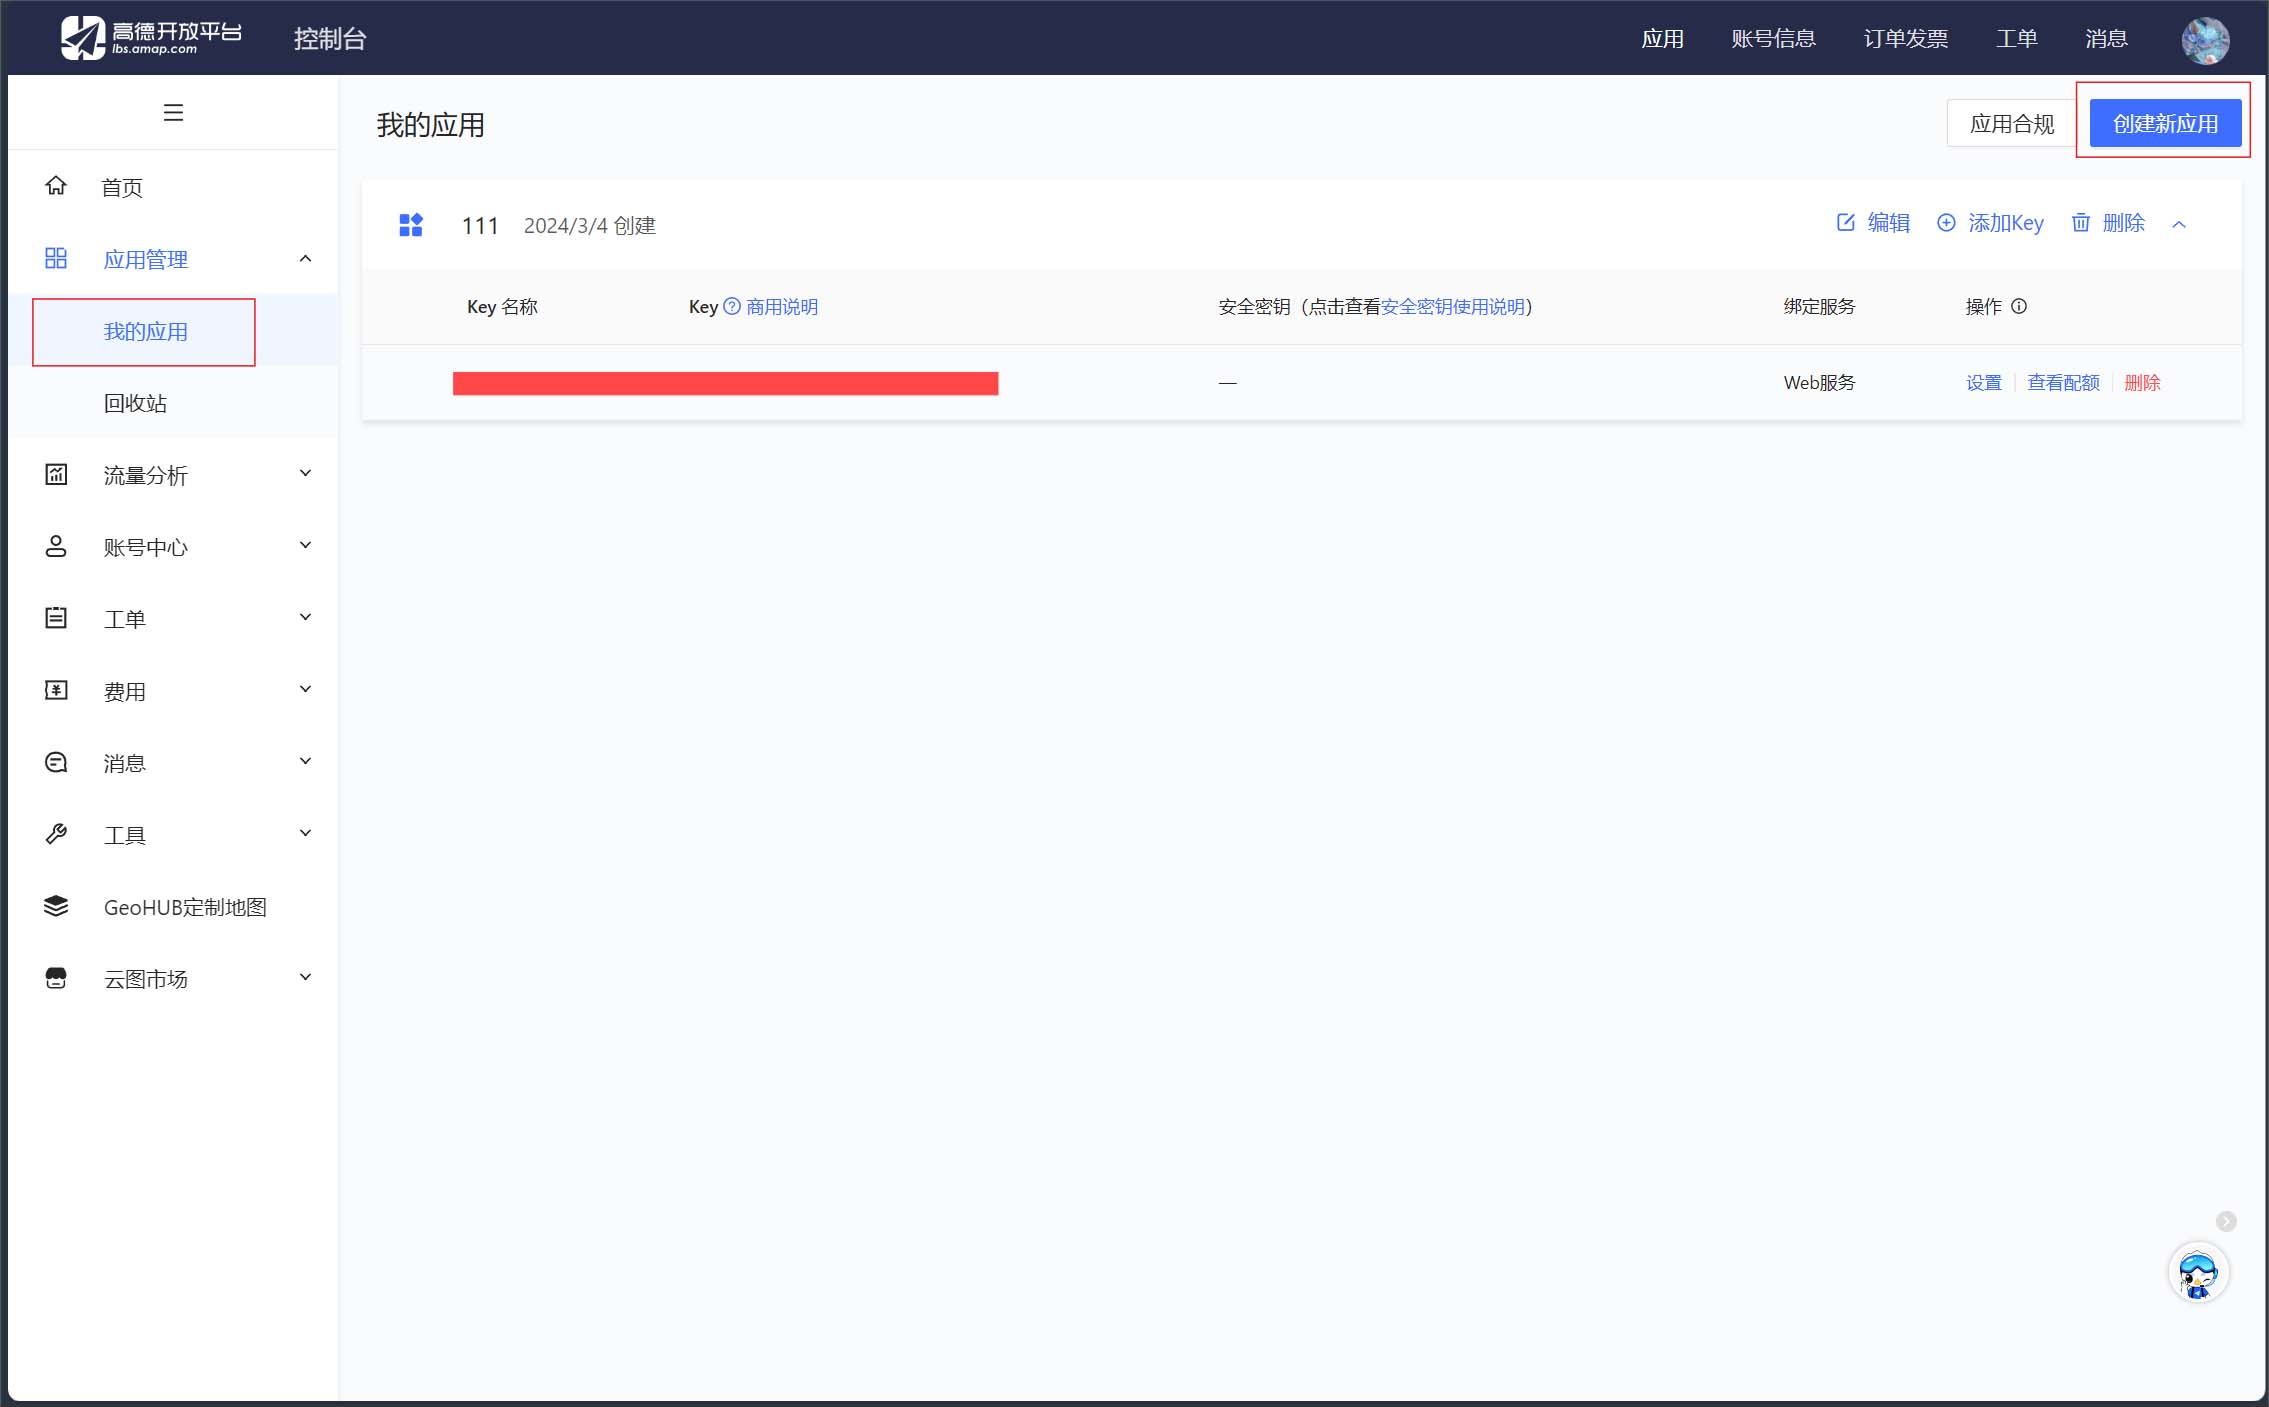 高德开放平台
lbs.amap.com
控制台
应用 账号信息 订单发票 工单 消息
我的应用
应用合规 创建新应用
首页
应用管理
我的应用
回收站
流量分析
账号中心
工单
费用
消息
工具
GeoHUB定制地图
云图市场
111 2024/3/4 创建
编辑 添加Key 删除
Key 名称 Key 商用说明 安全密钥（点击查看安全密钥使用说明） 绑定服务 操作
— Web服务 设置 查看配额 删除